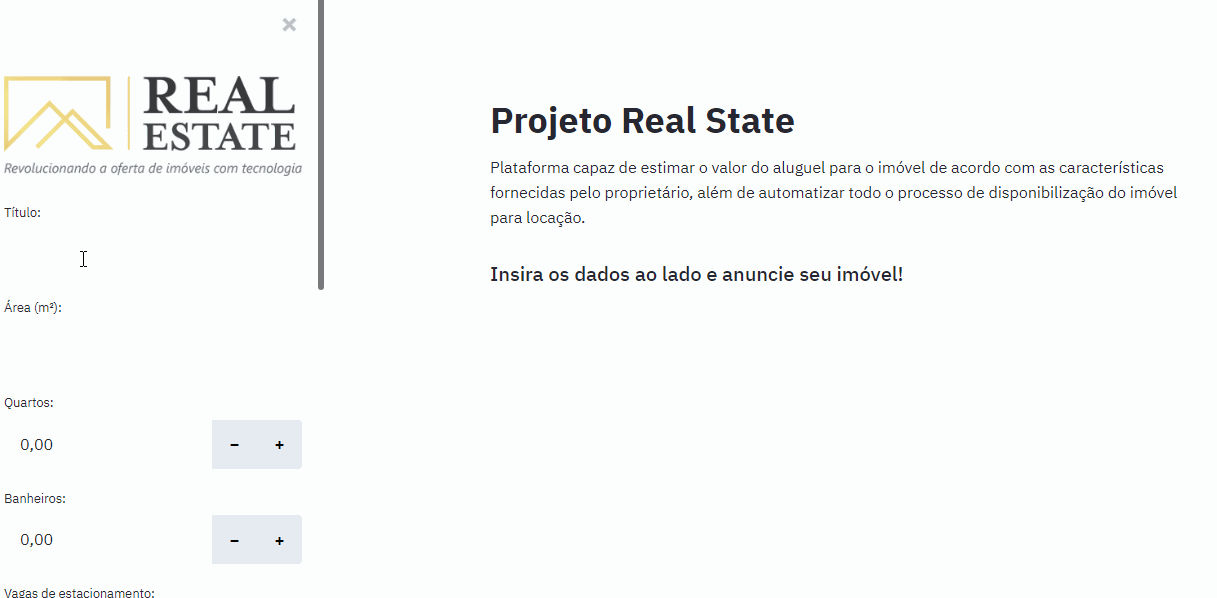 ×
REAL
ESTATE
Revolucionando a oferta de imóveis com tecnologia
Título:
Área (m²):
Quartos:
0,00 − +
Banheiros:
0,00 − +
Vagas de estacionamento:
Projeto Real State
Plataforma capaz de estimar o valor do aluguel para o imóvel de acordo com as características
fornecidas pelo proprietário, além de automatizar todo o processo de disponibilização do imóvel
para locação.
Insira os dados ao lado e anuncie seu imóvel!